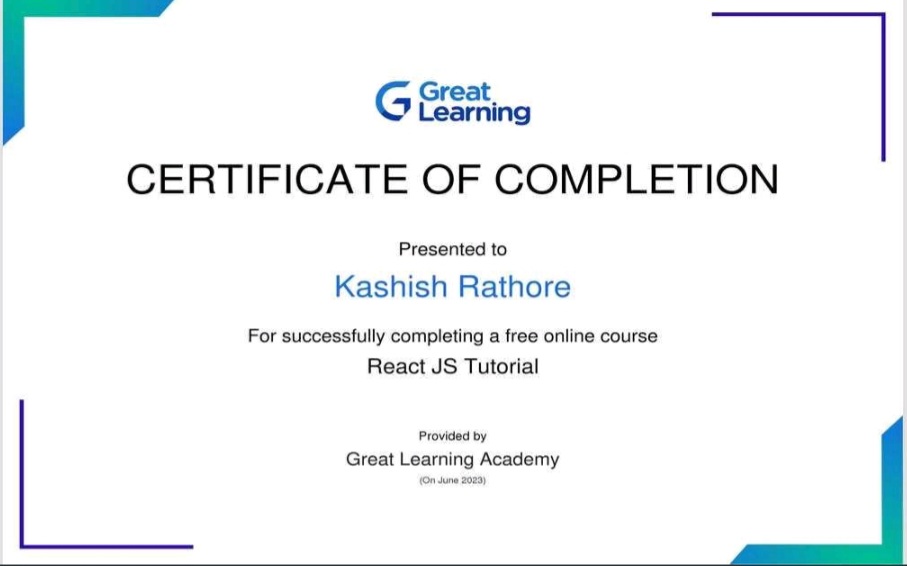 Great
Learning
CERTIFICATE OF COMPLETION
Presented to
Kashish Rathore
For successfully completing a free online course
React JS Tutorial
Provided by
Great Learning Academy
(On June 2023)